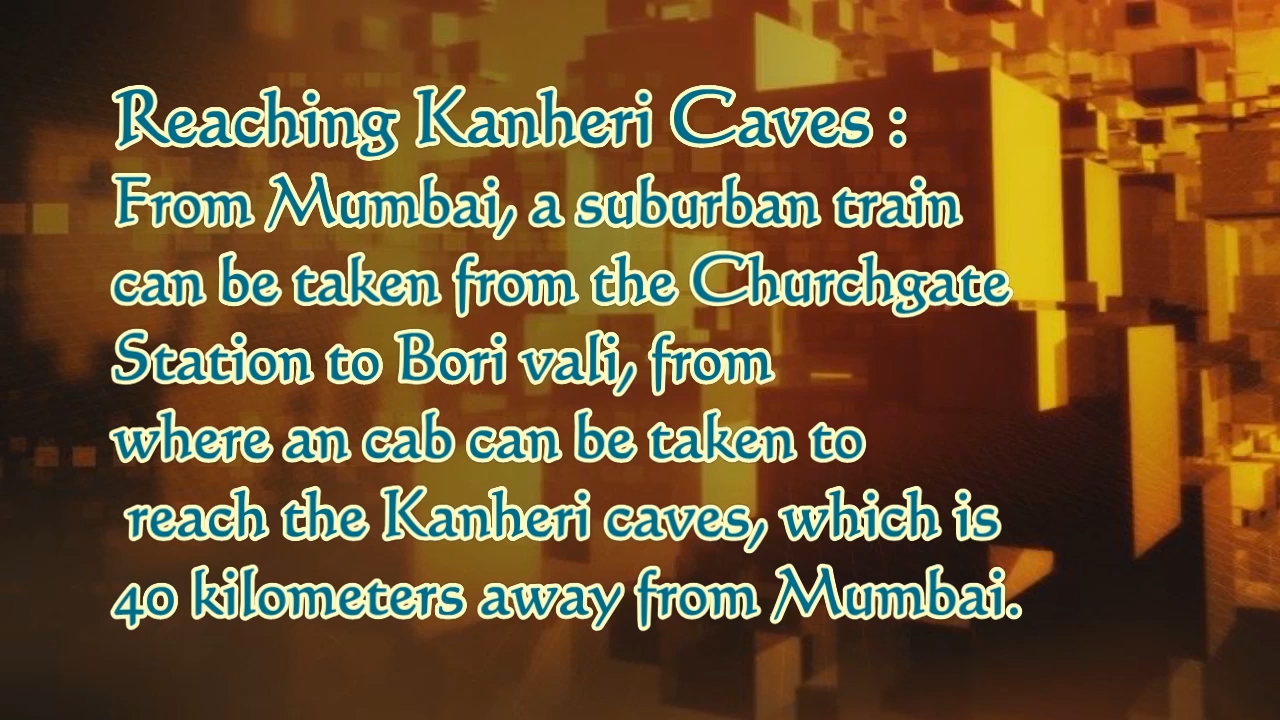 Reaching Kanheri Caves :
From Mumbai, a suburban train
can be taken from the Churchgate
Station to Bori vali, from
where an cab can be taken to
reach the Kanheri caves, which is
40 kilometers away from Mumbai.